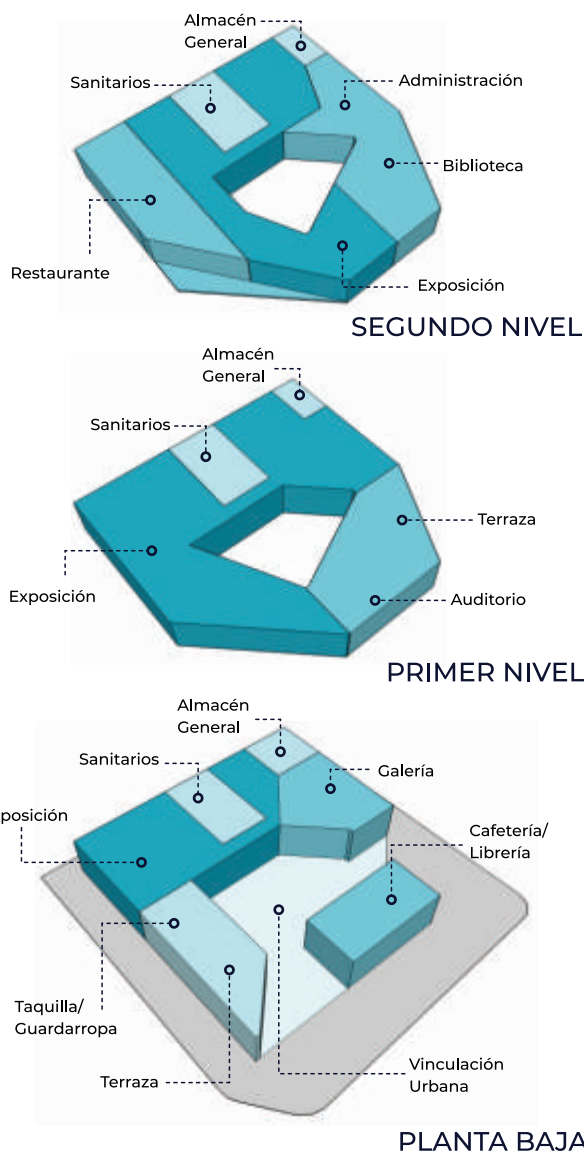 Almacén
General
Sanitarios
Administración
Biblioteca
Restaurante
Exposición
SEGUNDO NIVEL
Almacén
General
Sanitarios
Terraza
Exposición
Auditorio
PRIMER NIVEL
Almacén
General
Sanitarios
Galería
posición
Cafetería/
Librería
Taquilla/
Guardarropa
Vinculación
Urbana
Terraza
PLANTA BAJA